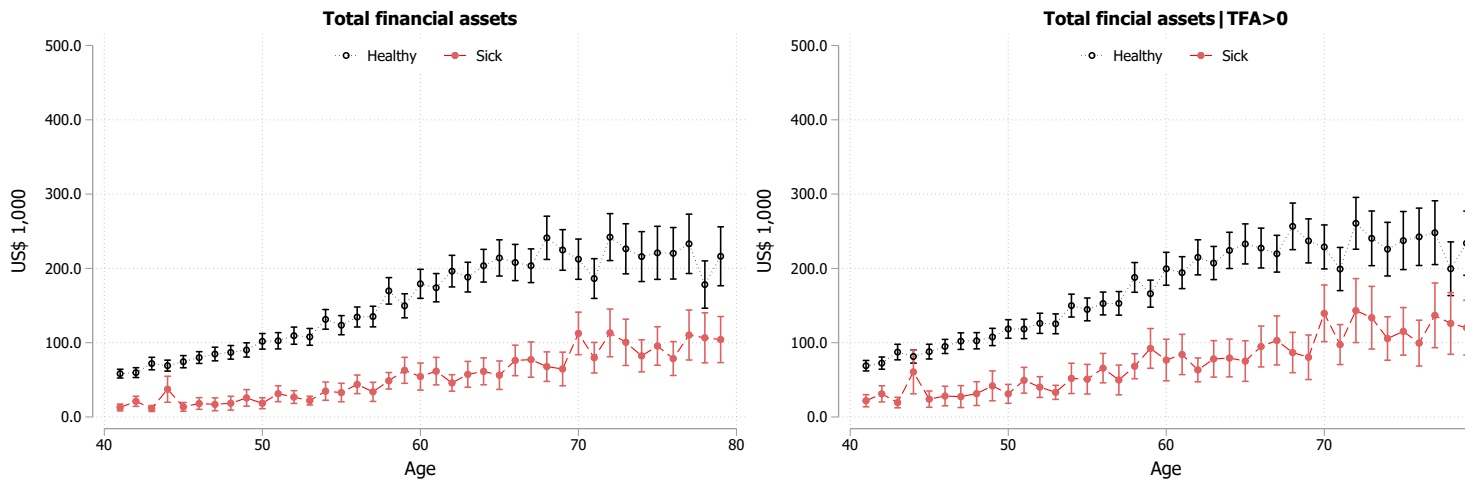 Total financial assets
Healthy Sick
500.0
400.0
300.0
200.0
100.0
0.0
US$ 1,000
40 50 60 70 80
Age
Total fincial assets|TFA>0
Healthy Sick
500.0
400.0
300.0
200.0
100.0
0.0
US$ 1,000
40 50 60 70
Age